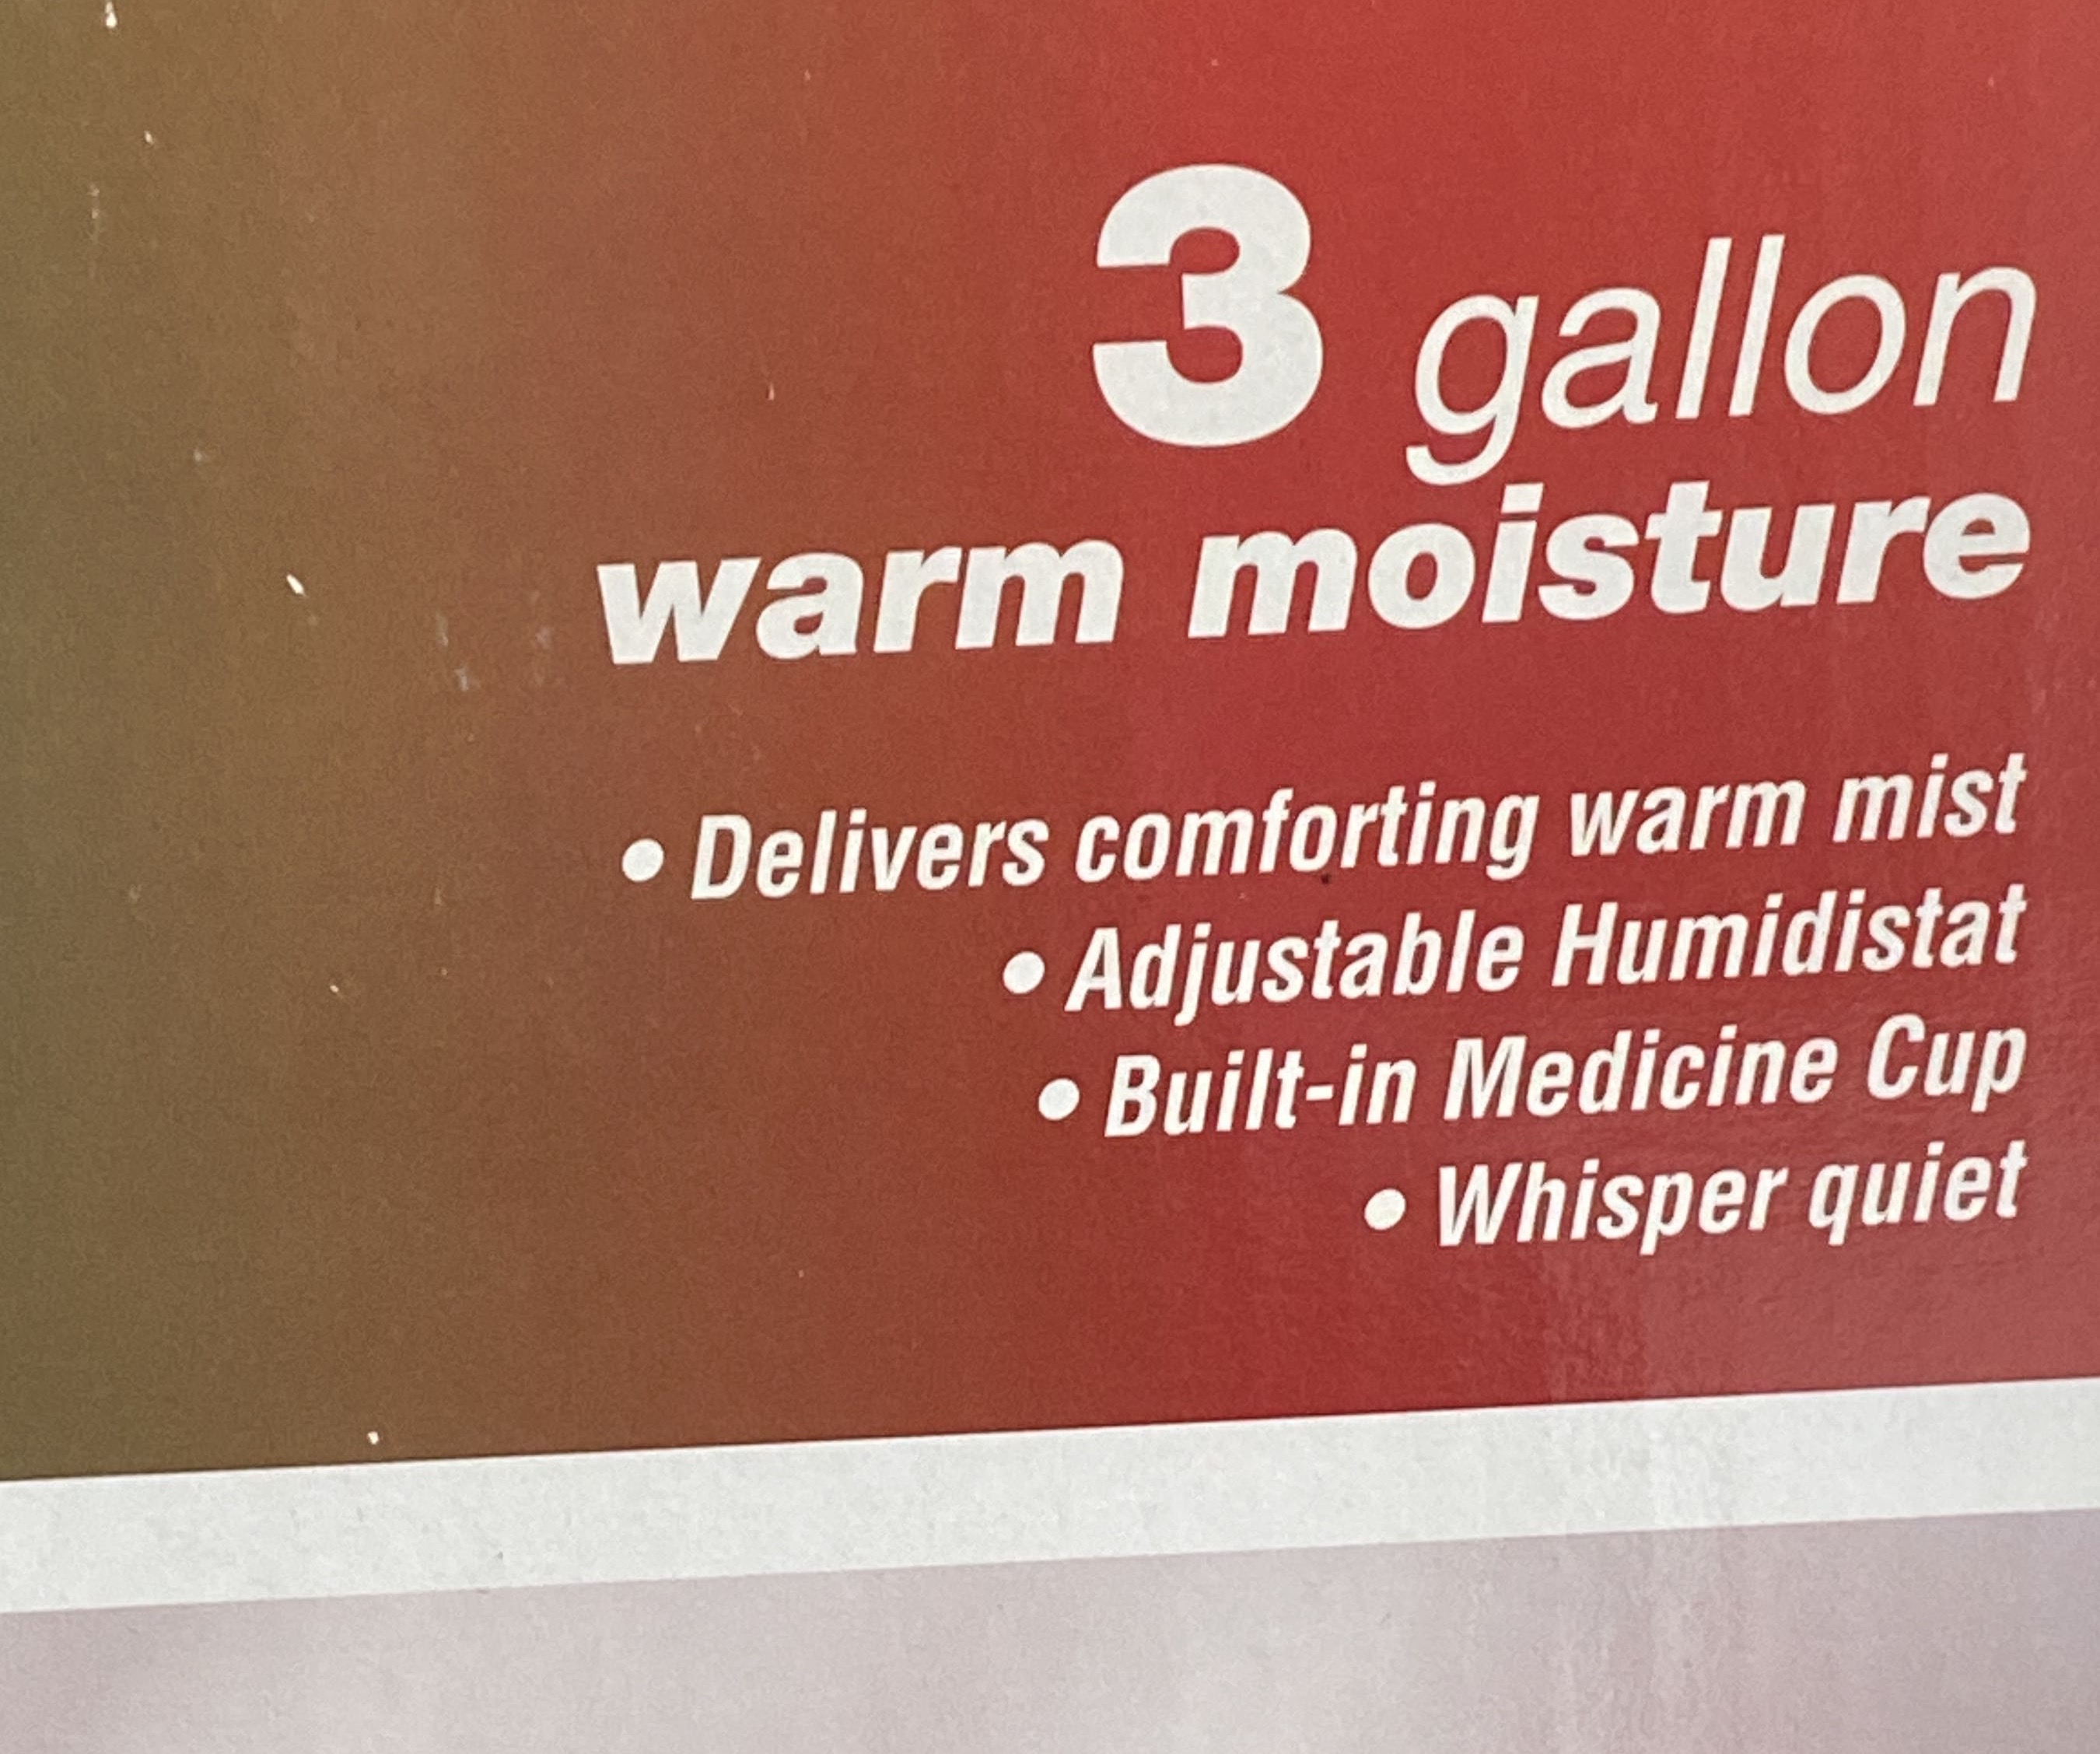 3 gallon
warm moisture
• Delivers comforting warm mist
• Adjustable Humidistat
• Built-in Medicine Cup
• Whisper quiet